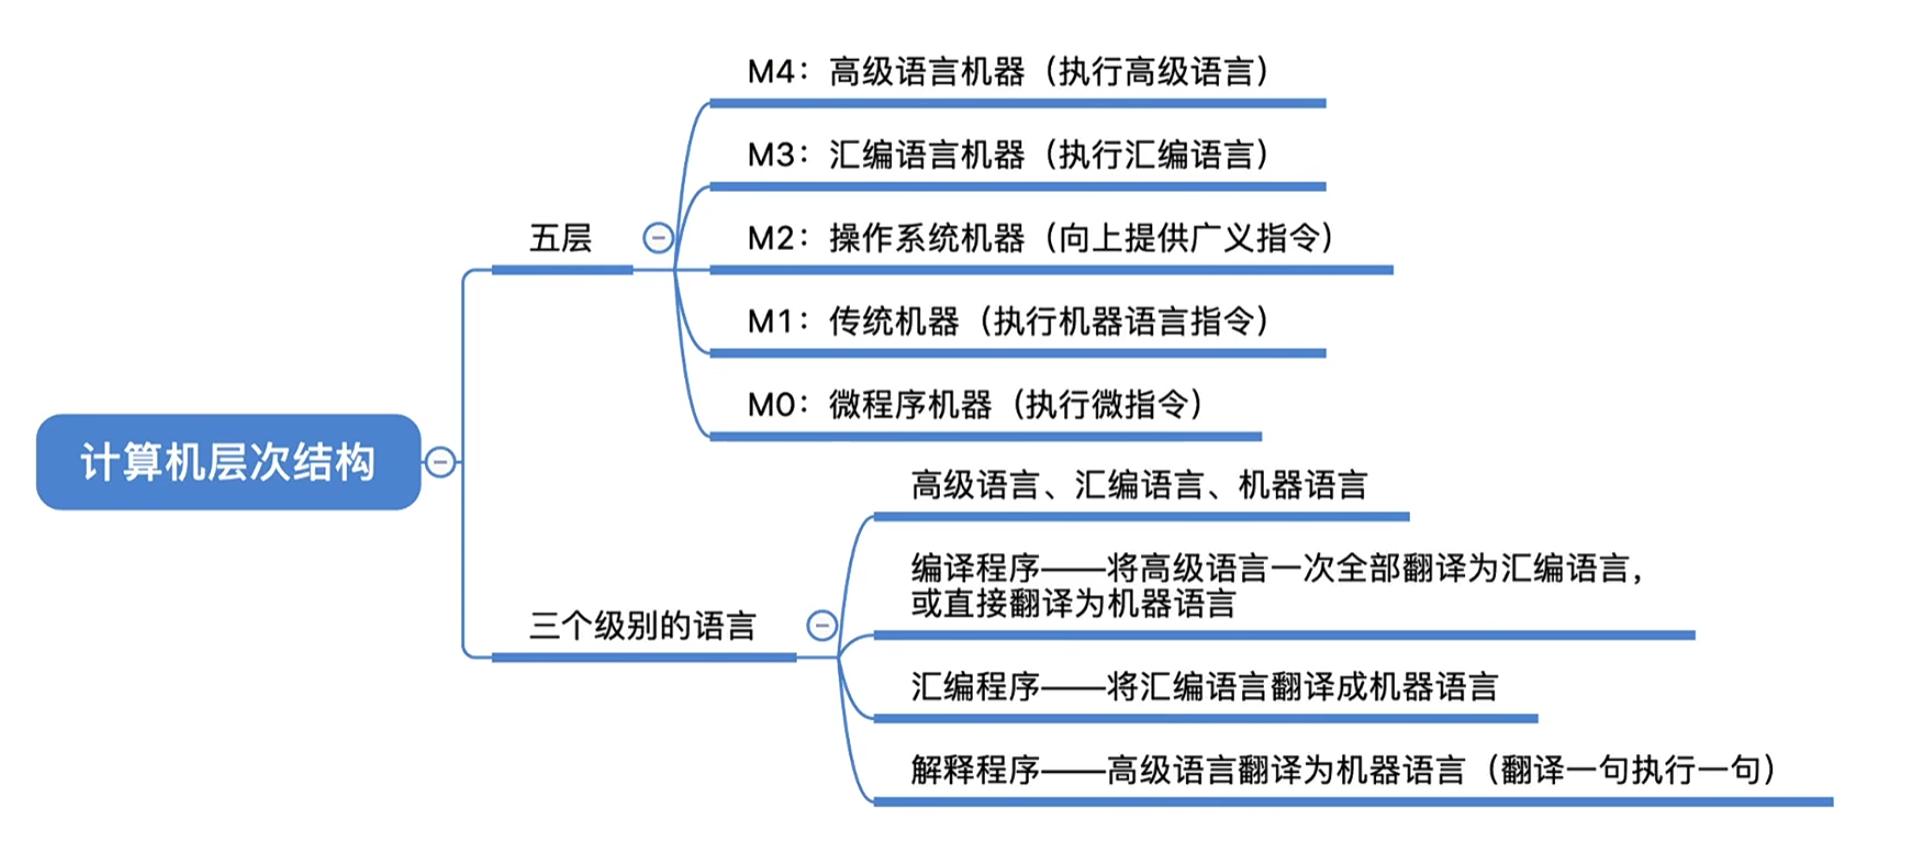 M4：高级语言机器（执行高级语言）
M3：汇编语言机器（执行汇编语言）
五层
M2：操作系统机器（向上提供广义指令）
M1：传统机器（执行机器语言指令）
M0：微程序机器（执行微指令）
计算机层次结构
高级语言、汇编语言、机器语言
编译程序——将高级语言一次全部翻译为汇编语言，
或直接翻译为机器语言
三个级别的语言
汇编程序——将汇编语言翻译成机器语言
解释程序——高级语言翻译为机器语言（翻译一句执行一句）